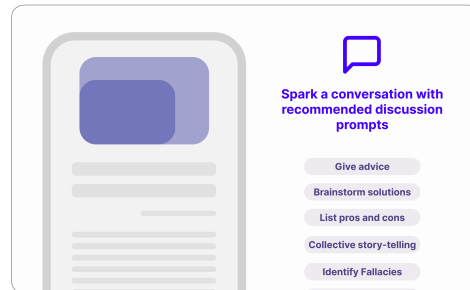 Spark a conversation with
recommended discussion
prompts
Give advice
Brainstorm solutions
List pros and cons
Collective story-telling
Identify Fallacies